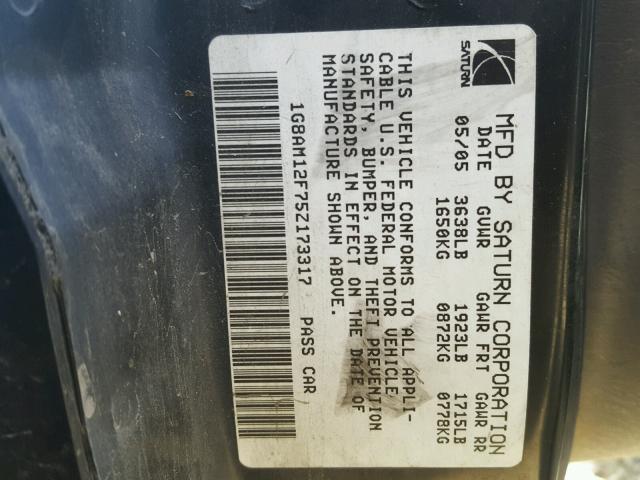 SATURN
MFD BY SATURN CORPORATION
DATE GVWR GAWR FRT GAWR RR
05/05 3638LB 1923LB 1715LB
1650KG 0872KG 0778KG
THIS VEHICLE CONFORMS TO ALL APPLI-
CABLE U.S. FEDERAL MOTOR VEHICLE
SAFETY, BUMPER, AND THEFT PREVENTION
STANDARDS IN EFFECT ON THE DATE OF
MANUFACTURE SHOWN ABOVE.
1G8AM12F75Z173317 PASS CAR